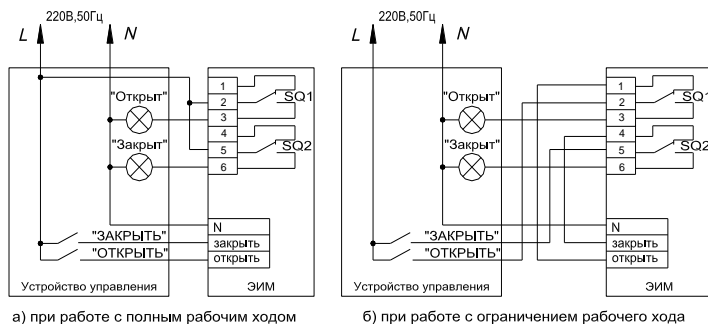 220В,50Гц
L N
"Открыт"
"Закрыт"
1
2
3
4
5
6
SQ1
SQ2
N
"ЗАКРЫТЬ" закрыть
"ОТКРЫТЬ" открыть
Устройство управления ЭИМ
а) при работе с полным рабочим ходом
220В,50Гц
L N
"Открыт"
"Закрыт"
1
2
3
4
5
6
SQ1
SQ2
N
"ЗАКРЫТЬ" закрыть
"ОТКРЫТЬ" открыть
Устройство управления ЭИМ
б) при работе с ограничением рабочего хода